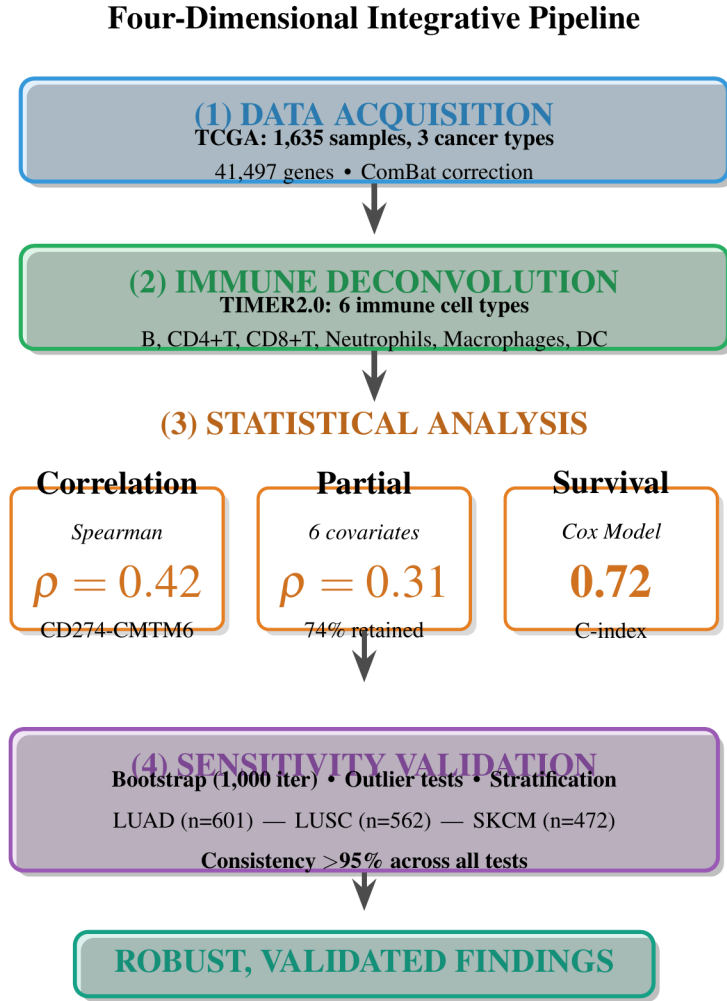 Four-Dimensional Integrative Pipeline
(1) DATA ACQUISITION
TCGA: 1,635 samples, 3 cancer types
41,497 genes • ComBat correction
(2) IMMUNE DECONVOLUTION
TIMER2.0: 6 immune cell types
B, CD4+T, CD8+T, Neutrophils, Macrophages, DC
(3) STATISTICAL ANALYSIS
Correlation
Spearman
ρ = 0.42
CD274-CMTM6
Partial
6 covariates
ρ = 0.31
74% retained
Survival
Cox Model
0.72
C-index
(4) SENSITIVITY VALIDATION
Bootstrap (1,000 iter) • Outlier tests • Stratification
LUAD (n=601) — LUSC (n=562) — SKCM (n=472)
Consistency >95% across all tests
ROBUST, VALIDATED FINDINGS